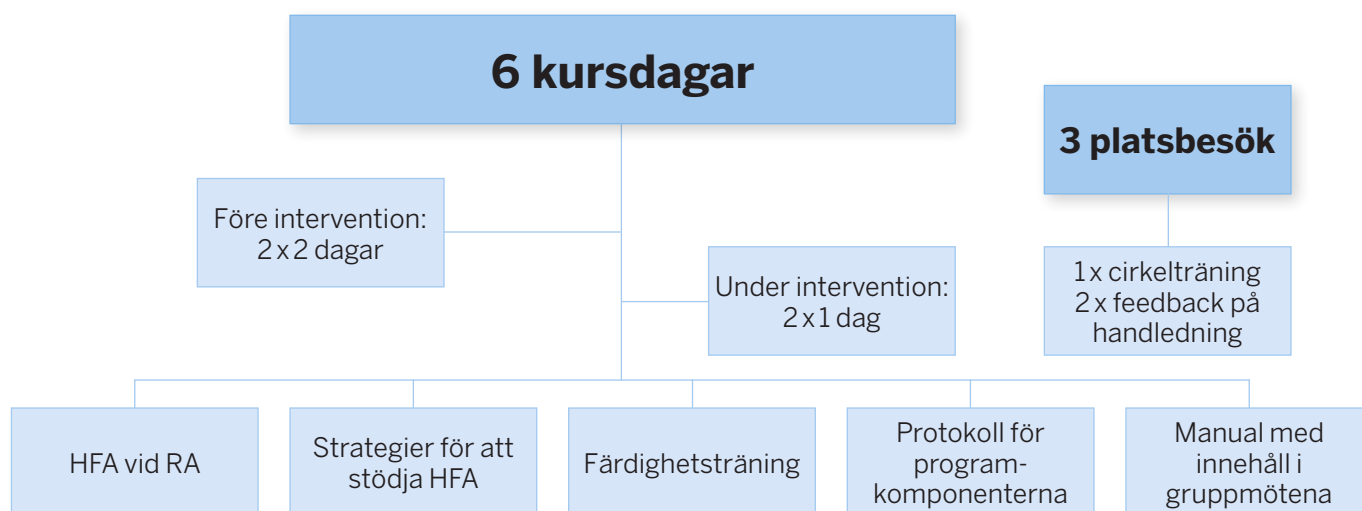 6 kursdagar
3 platsbesök
Före intervention:
2 x 2 dagar
Under intervention:
2 x 1 dag
1 x cirkelträning
2 x feedback på
handledning
HFA vid RA
Strategier för att
stödja HFA
Färdighetsträning
Protokoll för
program-
komponenterna
Manual med
innehåll i
gruppmötena